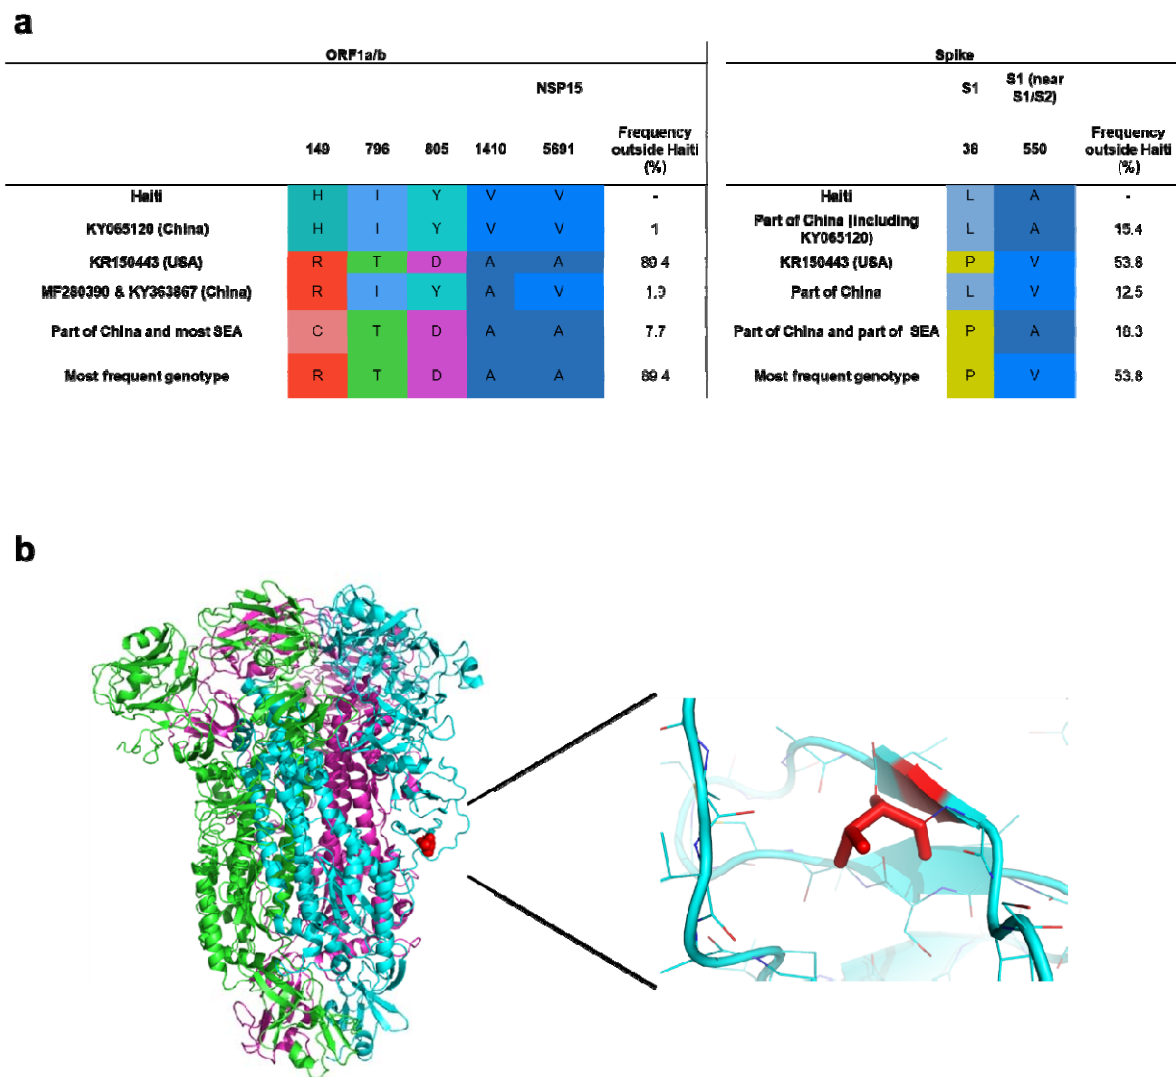 a
ORF1a/b
Spike
NSP15
S1
S1 (near
S1/S2)
149 796 805 1410 5691 Frequency
outside Haiti
(%)
38 550 Frequency
outside Haiti
(%)
Haiti H I Y V V -
Haiti L A -
KY065120 (China) H I Y V V 1
Part of China (including
KY065120) L A 15.4
KR150443 (USA) R T D A A 89.4
KR150443 (USA) P V 53.8
MF280390 & KY363867 (China) R I Y A V 1.9
Part of China L V 12.5
Part of China and most SEA C T D A A 7.7
Part of China and part of SEA P A 18.3
Most frequent genotype R T D A A 89.4
Most frequent genotype P V 53.8
b